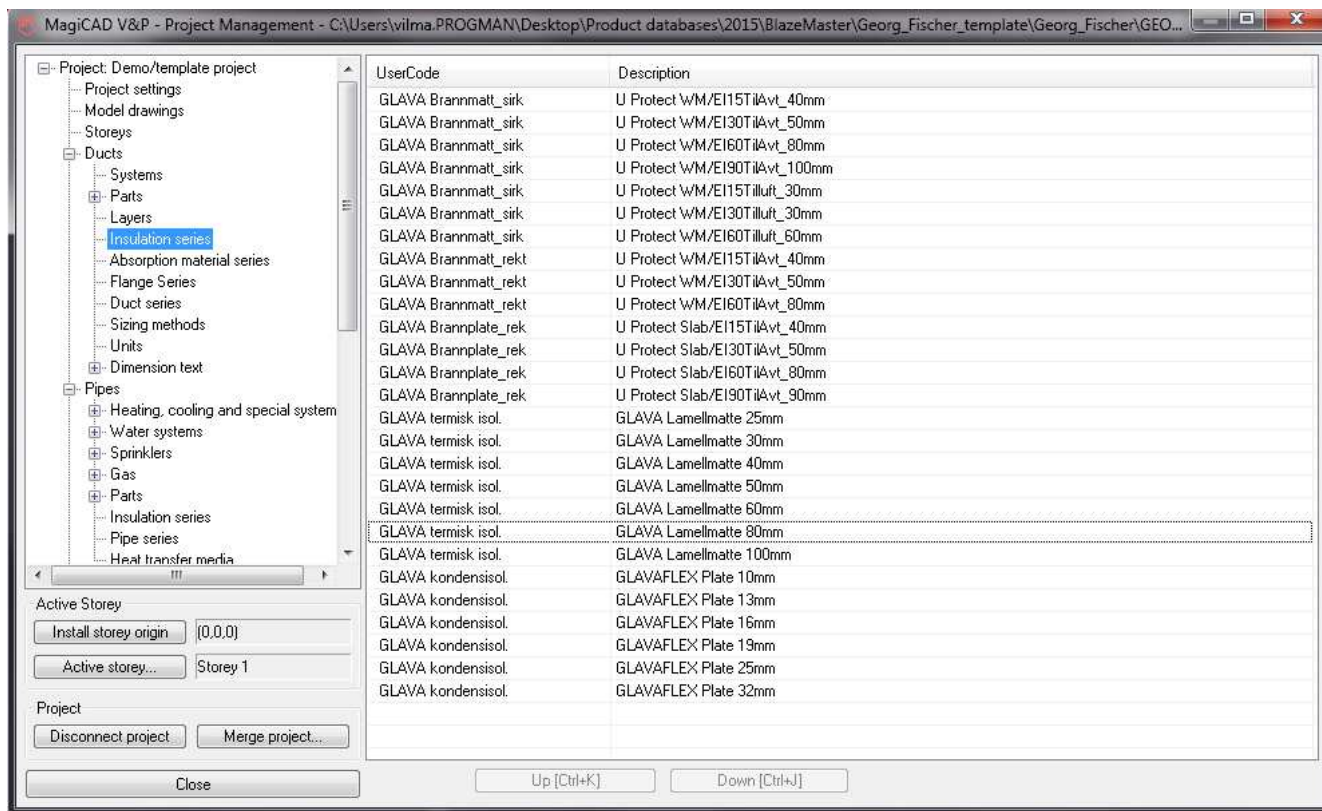 MagiCAD V&P - Project Management - C:\Users\vilma.PROGMAN\Desktop\Product databases\2015\BlazeMaster\Georg_Fischer_template\Georg_Fischer\GEO...
Project: Demo/template project
Project settings
Model drawings
Storeys
Ducts
Systems
Parts
Layers
Insulation series
Absorption material series
Flange Series
Duct series
Sizing methods
Units
Dimension text
Pipes
Heating, cooling and special system
Water systems
Sprinklers
Gas
Parts
Insulation series
Pipe series
Heat transfer media
Active Storey
Install storey origin (0,0,0)
Active storey... Storey 1
Project
Disconnect project Merge project...
Close
UserCode Description
GLAVA Brannmatt_sirk U Protect WM/EI15TilAvt_40mm
GLAVA Brannmatt_sirk U Protect WM/EI30TilAvt_50mm
GLAVA Brannmatt_sirk U Protect WM/EI60TilAvt_80mm
GLAVA Brannmatt_sirk U Protect WM/EI90TilAvt_100mm
GLAVA Brannmatt_sirk U Protect WM/EI15Tilluft_30mm
GLAVA Brannmatt_sirk U Protect WM/EI30Tilluft_30mm
GLAVA Brannmatt_sirk U Protect WM/EI60Tilluft_60mm
GLAVA Brannmatt_rekt U Protect WM/EI15TilAvt_40mm
GLAVA Brannmatt_rekt U Protect WM/EI30TilAvt_50mm
GLAVA Brannmatt_rekt U Protect WM/EI60TilAvt_80mm
GLAVA Brannplate_rek U Protect Slab/EI15TilAvt_40mm
GLAVA Brannplate_rek U Protect Slab/EI30TilAvt_50mm
GLAVA Brannplate_rek U Protect Slab/EI60TilAvt_80mm
GLAVA Brannplate_rek U Protect Slab/EI90TilAvt_90mm
GLAVA termisk isol. GLAVA Lamellmatte 25mm
GLAVA termisk isol. GLAVA Lamellmatte 30mm
GLAVA termisk isol. GLAVA Lamellmatte 40mm
GLAVA termisk isol. GLAVA Lamellmatte 50mm
GLAVA termisk isol. GLAVA Lamellmatte 60mm
GLAVA termisk isol. GLAVA Lamellmatte 80mm
GLAVA termisk isol. GLAVA Lamellmatte 100mm
GLAVA kondensisol. GLAVAFLEX Plate 10mm
GLAVA kondensisol. GLAVAFLEX Plate 13mm
GLAVA kondensisol. GLAVAFLEX Plate 16mm
GLAVA kondensisol. GLAVAFLEX Plate 19mm
GLAVA kondensisol. GLAVAFLEX Plate 25mm
GLAVA kondensisol. GLAVAFLEX Plate 32mm
Up [Ctrl+K] Down [Ctrl+J]